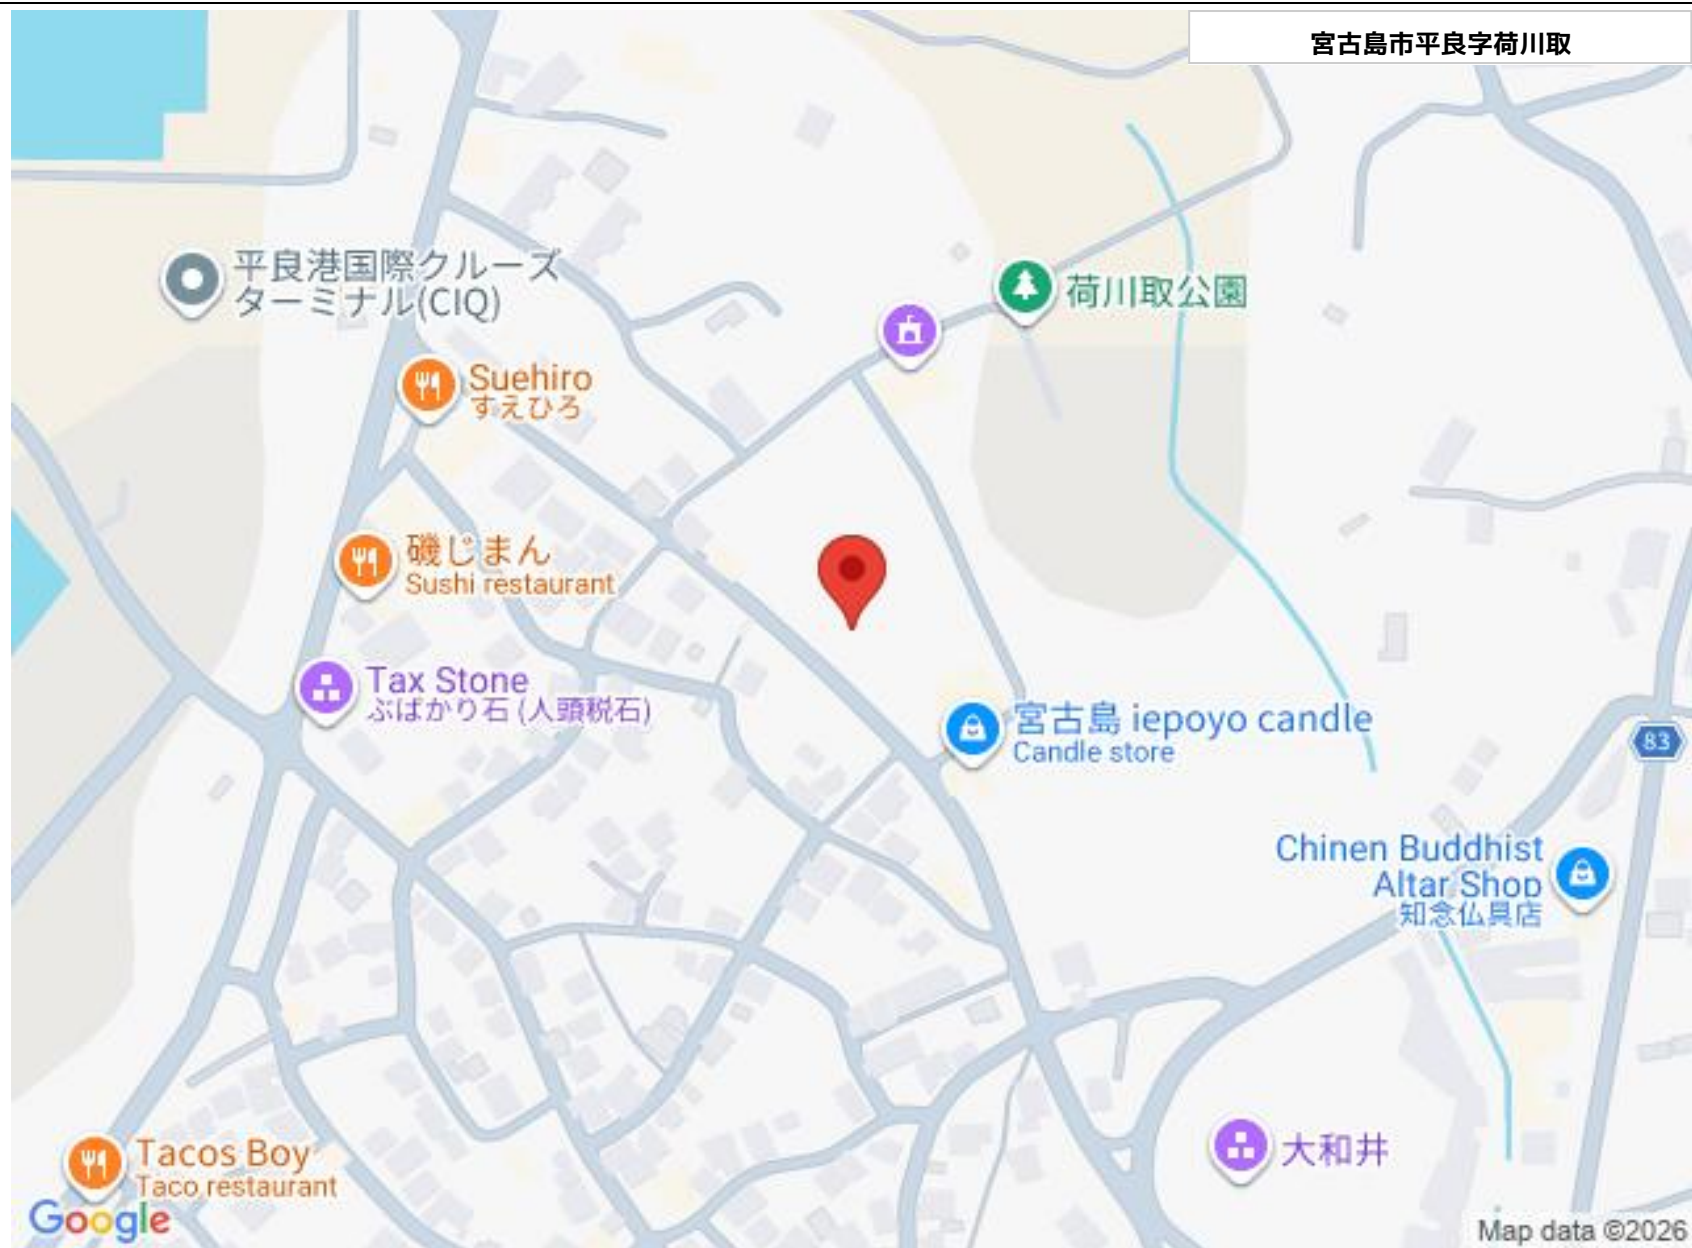 宮古島市平良字荷川取
平良港国際クルーズ
ターミナル(CIQ)
荷川取公園
Suehiro
すえひろ
磯じまん
Sushi restaurant
Tax Stone
ぶばかり石 (人頭税石)
宮古島 iepoyo candle
Candle store
83
Chinen Buddhist
Altar Shop
知念仏具店
大和井
Tacos Boy
Taco restaurant
Google
Map data ©2026